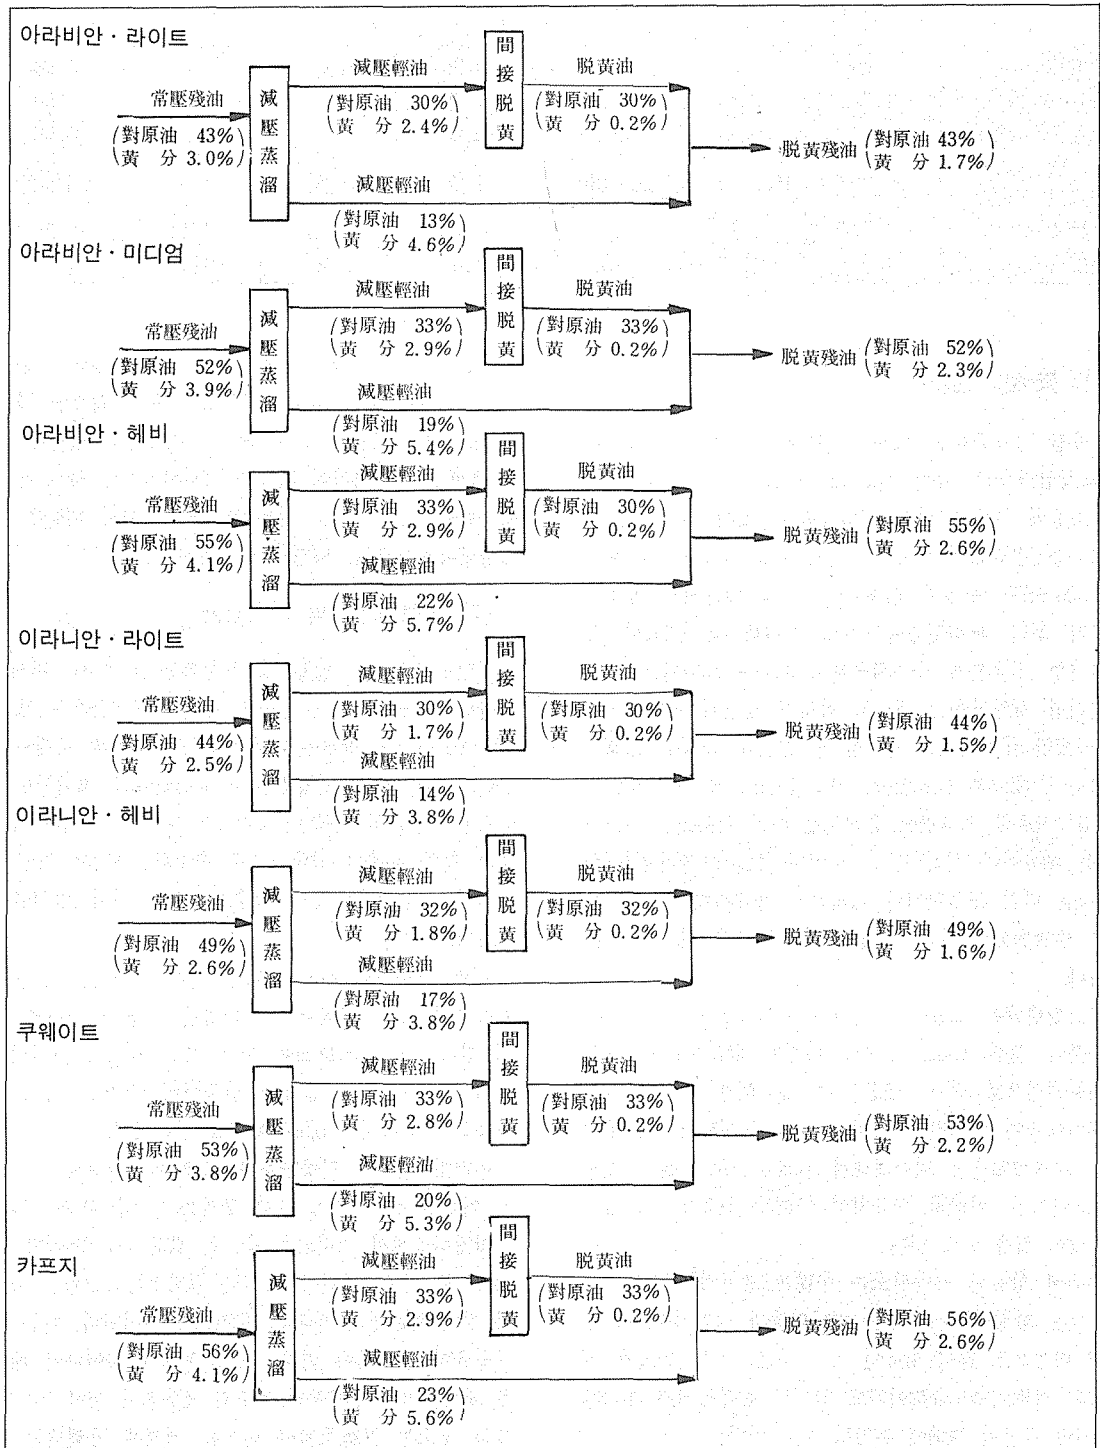 아라비안 · 라이트
常壓殘油
(對原油 43%)
(黃 分 3.0%)
減壓蒸溜
減壓輕油
(對原油 30%)
(黃 分 2.4%)
間接脫黃
脫黃油
(對原油 30%)
(黃 分 0.2%)
減壓輕油
(對原油 13%)
(黃 分 4.6%)
脫黃殘油 (對原油 43%)
(黃 分 1.7%)
아라비안 · 미디엄
常壓殘油
(對原油 52%)
(黃 分 3.9%)
減壓蒸溜
減壓輕油
(對原油 33%)
(黃 分 2.9%)
間接脫黃
脫黃油
(對原油 33%)
(黃 分 0.2%)
減壓輕油
(對原油 19%)
(黃 分 5.4%)
脫黃殘油 (對原油 52%)
(黃 分 2.3%)
아라비안 · 헤비
常壓殘油
(對原油 55%)
(黃 分 4.1%)
減壓蒸溜
減壓輕油
(對原油 33%)
(黃 分 2.9%)
間接脫黃
脫黃油
(對原油 30%)
(黃 分 0.2%)
減壓輕油
(對原油 22%)
(黃 分 5.7%)
脫黃殘油 (對原油 55%)
(黃 分 2.6%)
이라니안 · 라이트
常壓殘油
(對原油 44%)
(黃 分 2.5%)
減壓蒸溜
減壓輕油
(對原油 30%)
(黃 分 1.7%)
間接脫黃
脫黃油
(對原油 30%)
(黃 分 0.2%)
減壓輕油
(對原油 14%)
(黃 分 3.8%)
脫黃殘油 (對原油 44%)
(黃 分 1.5%)
이라니안 · 헤비
常壓殘油
(對原油 49%)
(黃 分 2.6%)
減壓蒸溜
減壓輕油
(對原油 32%)
(黃 分 1.8%)
間接脫黃
脫黃油
(對原油 32%)
(黃 分 0.2%)
減壓輕油
(對原油 17%)
(黃 分 3.8%)
脫黃殘油 (對原油 49%)
(黃 分 1.6%)
쿠웨이트
常壓殘油
(對原油 53%)
(黃 分 3.8%)
減壓蒸溜
減壓輕油
(對原油 33%)
(黃 分 2.8%)
間接脫黃
脫黃油
(對原油 33%)
(黃 分 0.2%)
減壓輕油
(對原油 20%)
(黃 分 5.3%)
脫黃殘油 (對原油 53%)
(黃 分 2.2%)
카프지
常壓殘油
(對原油 56%)
(黃 分 4.1%)
減壓蒸溜
減壓輕油
(對原油 33%)
(黃 分 2.9%)
間接脫黃
脫黃油
(對原油 33%)
(黃 分 0.2%)
減壓輕油
(對原油 23%)
(黃 分 5.6%)
脫黃殘油 (對原油 56%)
(黃 分 2.6%)